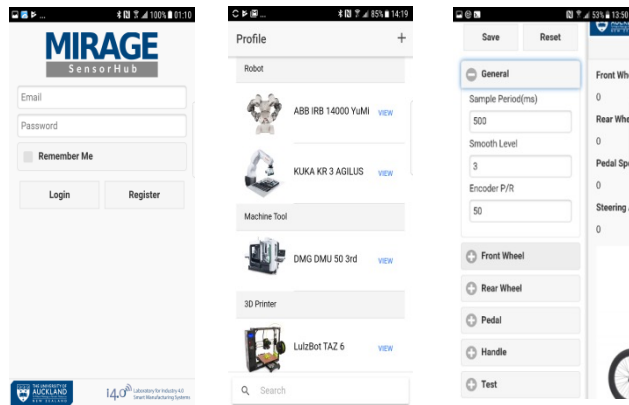 100% 01:10
MIRAGE
SensorHub
Email
Password
Remember Me
Login Register
THE UNIVERSITY OF
AUCKLAND
NEW ZEALAND
I4.0
Laboratory for Industry 4.0
Smart Manufacturing Systems
85% 14:19
Profile +
Robot
ABB IRB 14000 YuMi VIEW
KUKA KR 3 AGILUS VIEW
Machine Tool
DMG DMU 50 3rd VIEW
3D Printer
LulzBot TAZ 6 VIEW
Search
53% 13:50
Save Reset
General
Sample Period(ms)
500
Smooth Level
3
Encoder P/R
50
Front Wheel
Rear Wheel
Pedal
Handle
Test
Front Whe
0
Rear Whe
0
Pedal Spe
0
Steering
0